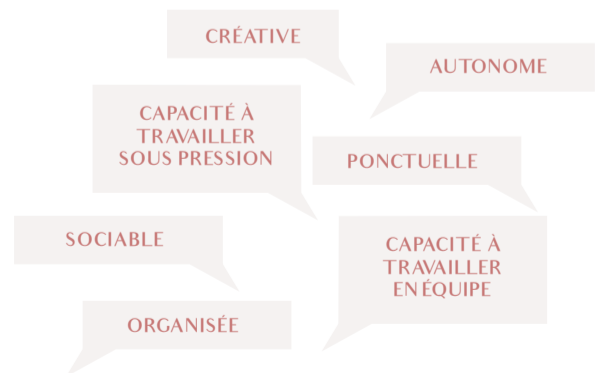 CRÉATIVE
AUTONOME
CAPACITÉ À
TRAVAILLER
SOUS PRESSION
PONCTUELLE
SOCIABLE
CAPACITÉ À
TRAVAILLER
EN ÉQUIPE
ORGANISÉE